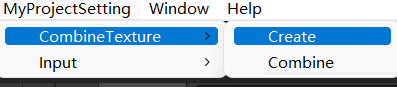 MyProjectSetting Window Help
CombineTexture > Create
Input > Combine